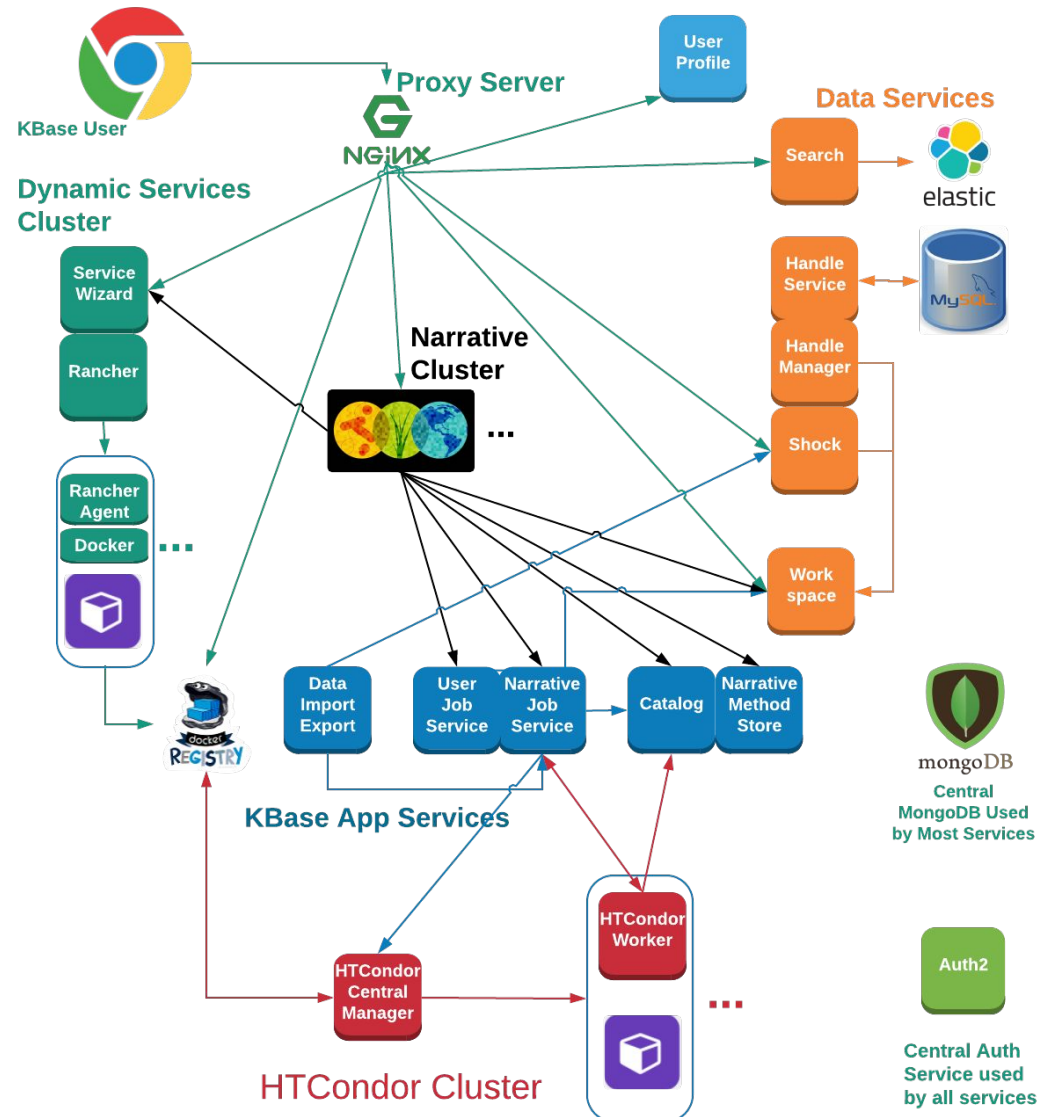 KBase User
Proxy Server
NGiNX
User
Profile
Data Services
Search
elastic
Dynamic Services
Cluster
Service
Wizard
Rancher
Rancher
Agent
Docker
...
Narrative
Cluster
...
Handle
Service
MySQL
Handle
Manager
Shock
Work
space
docker
REGISTRY
Data
Import
Export
User
Job
Service
Narrative
Job
Service
Catalog
Narrative
Method
Store
KBase App Services
mongoDB
Central
MongoDB Used
by Most Services
HTCondor
Central
Manager
HTCondor
Worker
...
HTCondor Cluster
Auth2
Central Auth
Service used
by all services